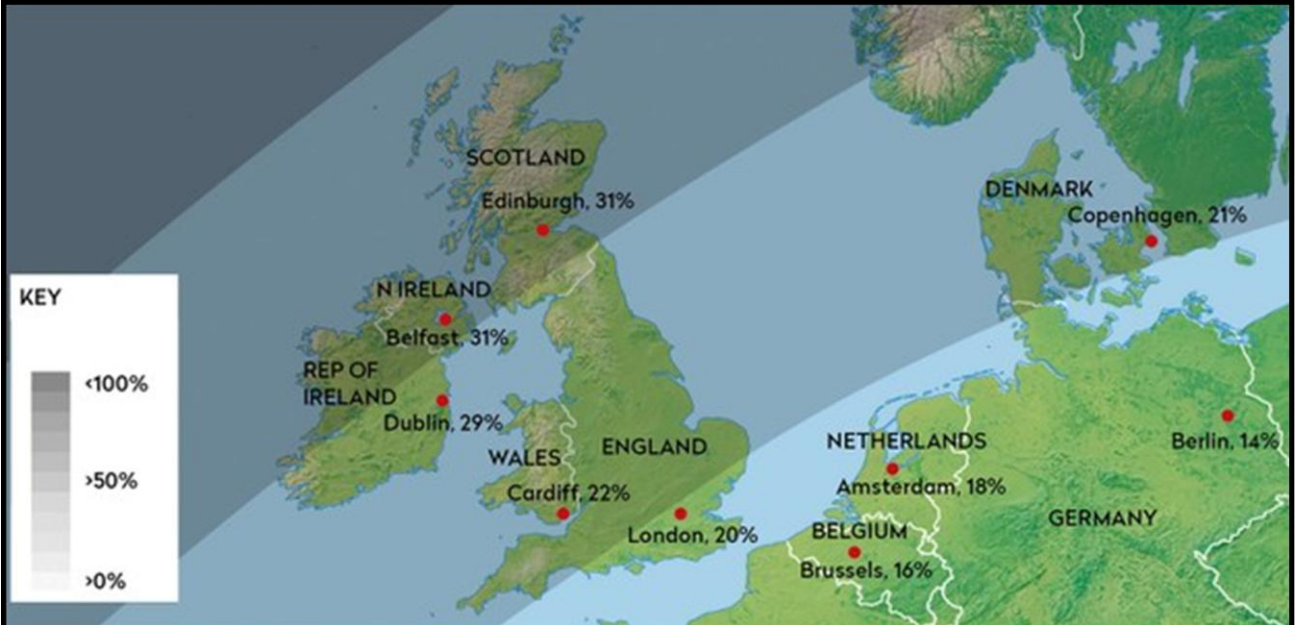 SCOTLAND
Edinburgh, 31%
DENMARK
Copenhagen, 21%
N IRELAND
Belfast, 31%
REP OF
IRELAND
Dublin, 29%
WALES
ENGLAND
Cardiff, 22%
London, 20%
NETHERLANDS
Amsterdam, 18%
BELGIUM
Brussels, 16%
GERMANY
Berlin, 14%
KEY
<100%
>50%
>0%